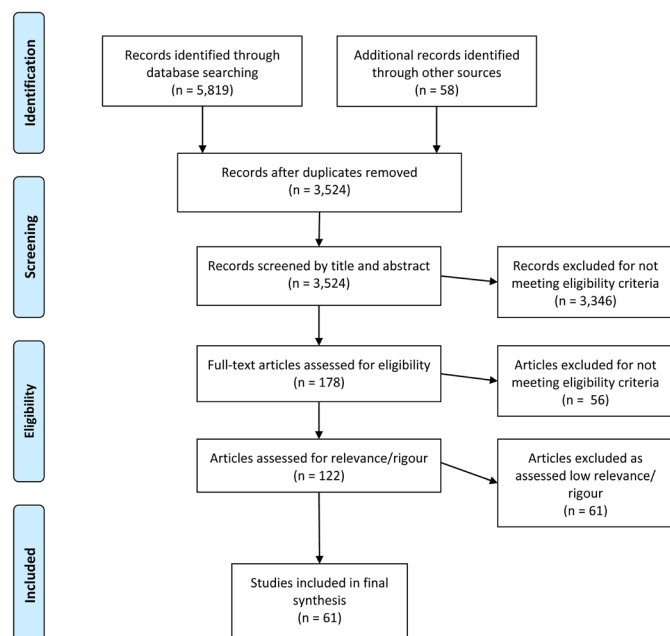 Identification
Records identified through
database searching
(n = 5,819)
Additional records identified
through other sources
(n = 58)
Records after duplicates removed
(n = 3,524)
Screening
Records screened by title and abstract
(n = 3,524)
Records excluded for not
meeting eligibility criteria
(n = 3,346)
Eligibility
Full-text articles assessed for eligibility
(n = 178)
Articles excluded for not
meeting eligibility criteria
(n =  56)
Articles assessed for relevance/rigour
(n = 122)
Articles excluded as
assessed low relevance/
rigour
(n = 61)
Included
Studies included in final
synthesis
(n = 61)